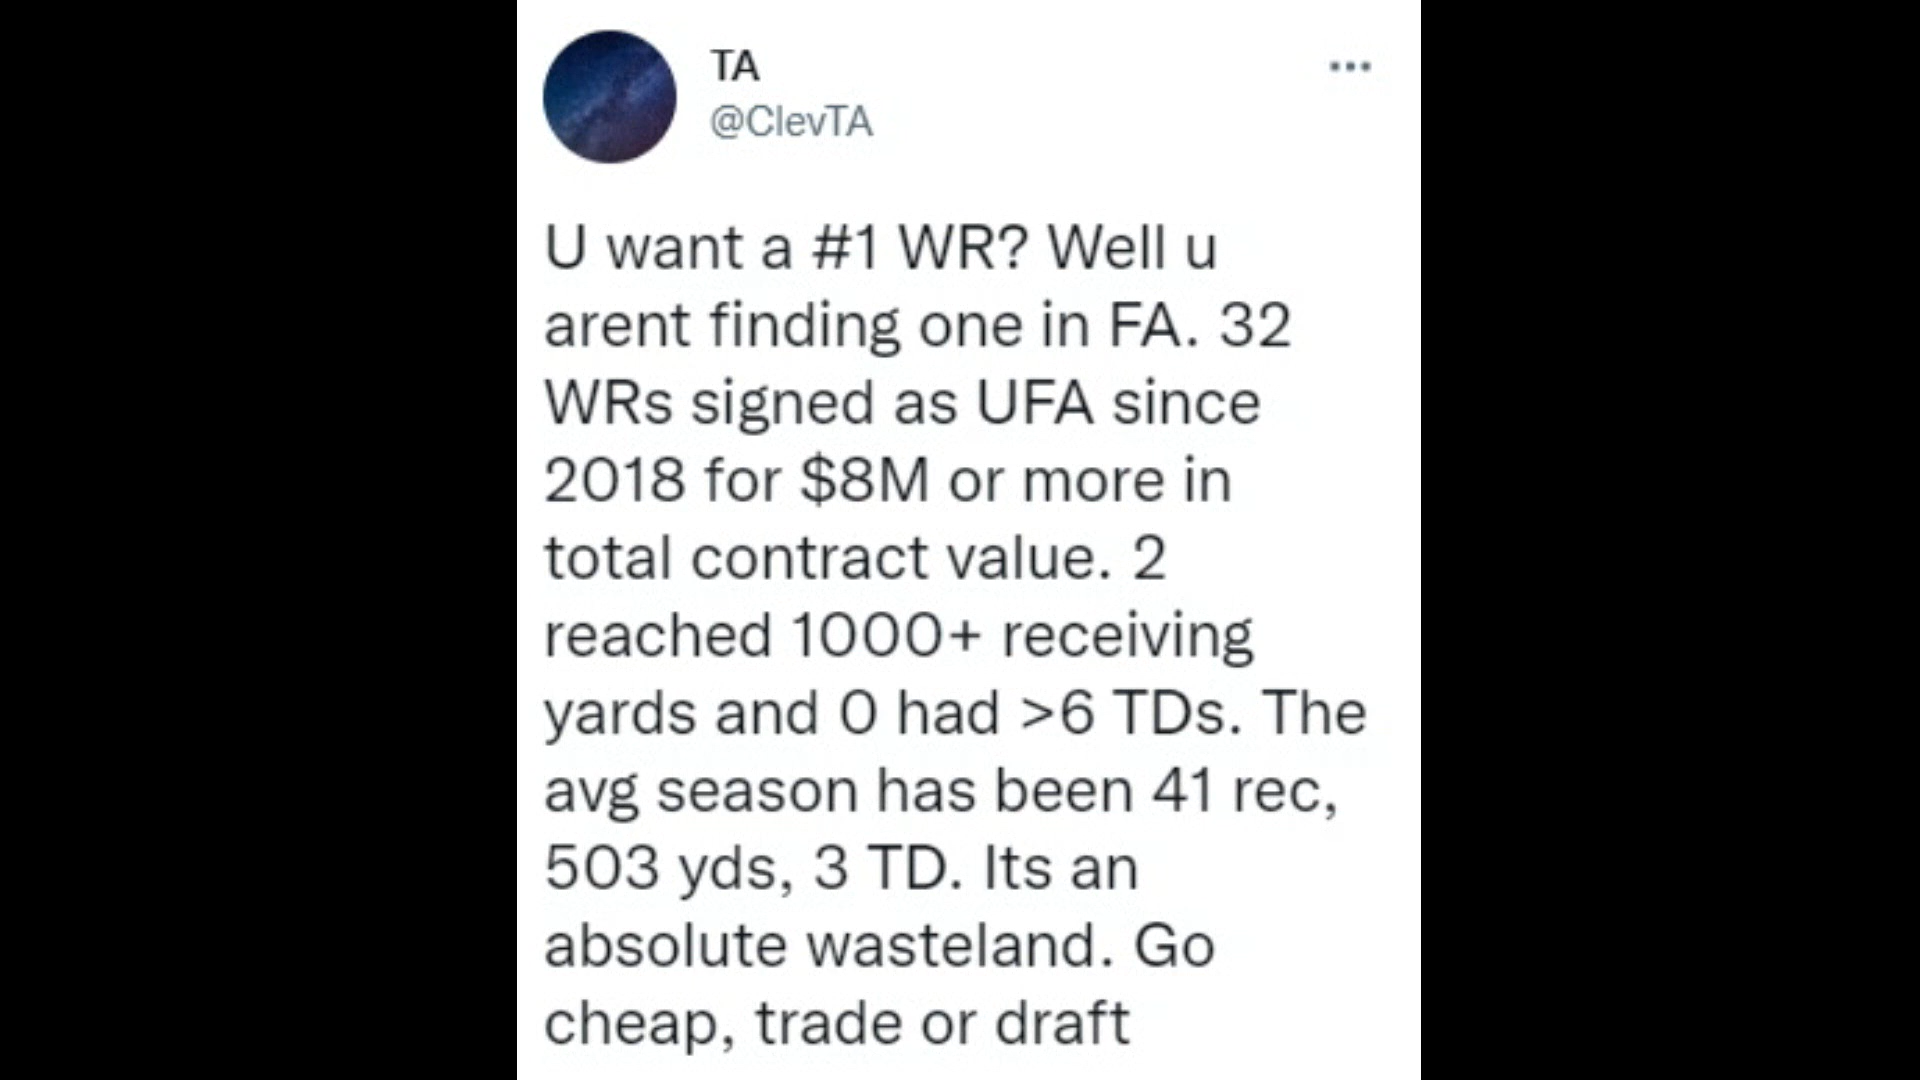 TA
@ClevTA
U want a #1 WR? Well u
arent finding one in FA. 32
WRs signed as UFA since
2018 for $8M or more in
total contract value. 2
reached 1000+ receiving
yards and 0 had >6 TDs. The
avg season has been 41 rec,
503 yds, 3 TD. Its an
absolute wasteland. Go
cheap, trade or draft